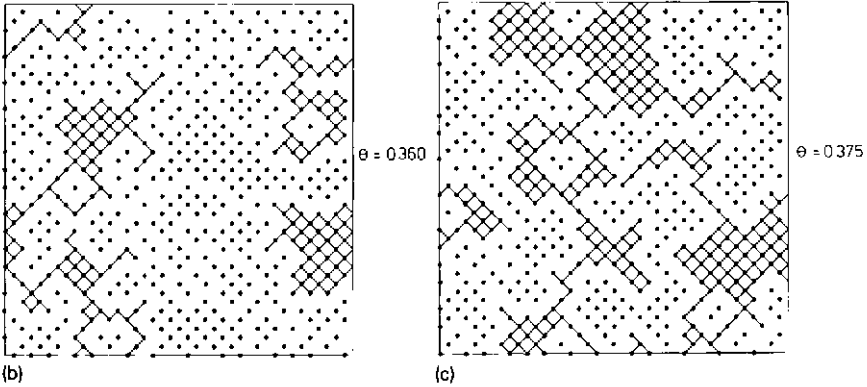 θ = 0.360
θ = 0.375
(b)
(c)